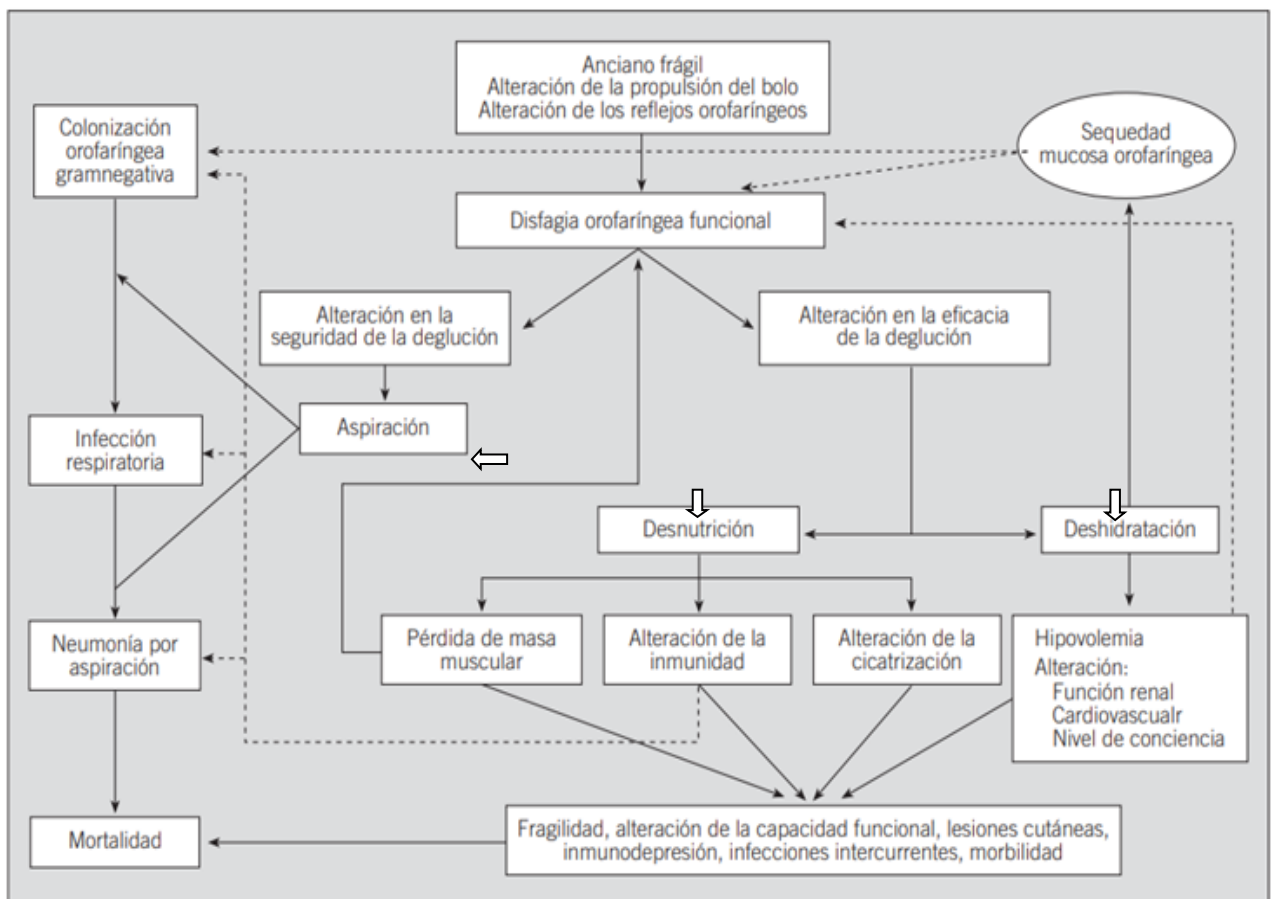 Anciano frágil
Alteración de la propulsión del bolo
Alteración de los reflejos orofaríngeos
Colonización
orofaríngea
gramnegativa
Sequedad
mucosa orofaríngea
Disfagia orofaríngea funcional
Alteración en la
seguridad de la deglución
Alteración en la eficacia
de la deglución
Aspiración
Infección
respiratoria
Desnutrición
Deshidratación
Neumonía por
aspiración
Pérdida de masa
muscular
Alteración de la
inmunidad
Alteración de la
cicatrización
Hipovolemia
Alteración:
Función renal
Cardiovascualr
Nivel de conciencia
Mortalidad
Fragilidad, alteración de la capacidad funcional, lesiones cutáneas,
inmunodepresión, infecciones intercurrentes, morbilidad